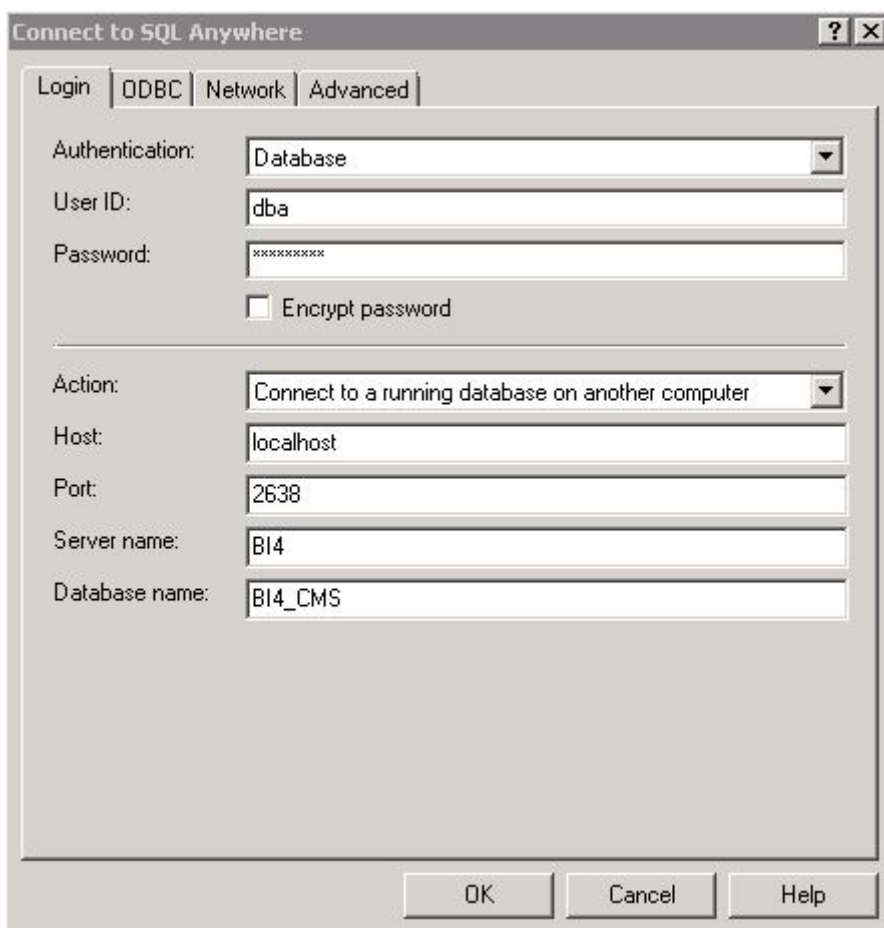 Connect to SQL Anywhere
Login ODBC Network Advanced
Authentication: Database
User ID: dba
Password: *********
Encrypt password
Action: Connect to a running database on another computer
Host: localhost
Port: 2638
Server name: BI4
Database name: BI4_CMS
OK Cancel Help